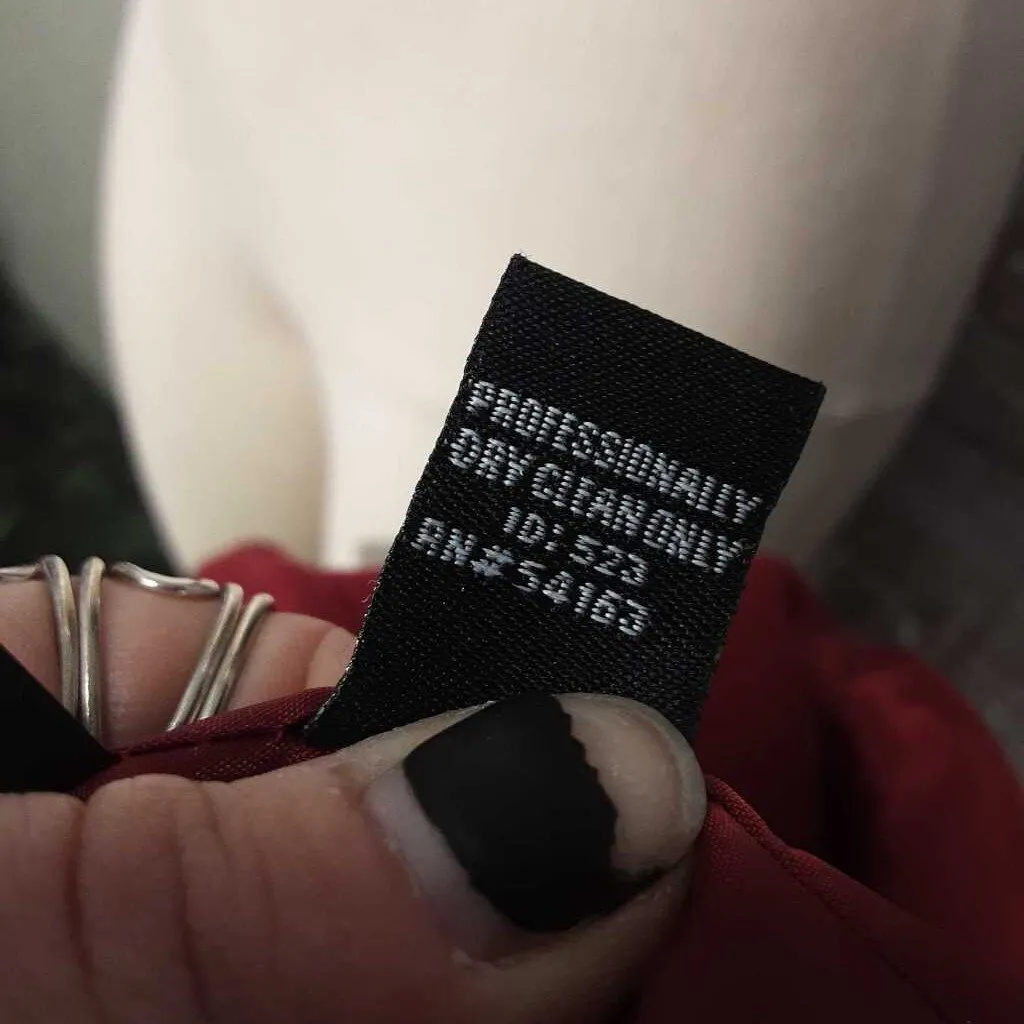 PROFESSIONALLY
DRY CLEAN ONLY
ID: 523
RN# 54163